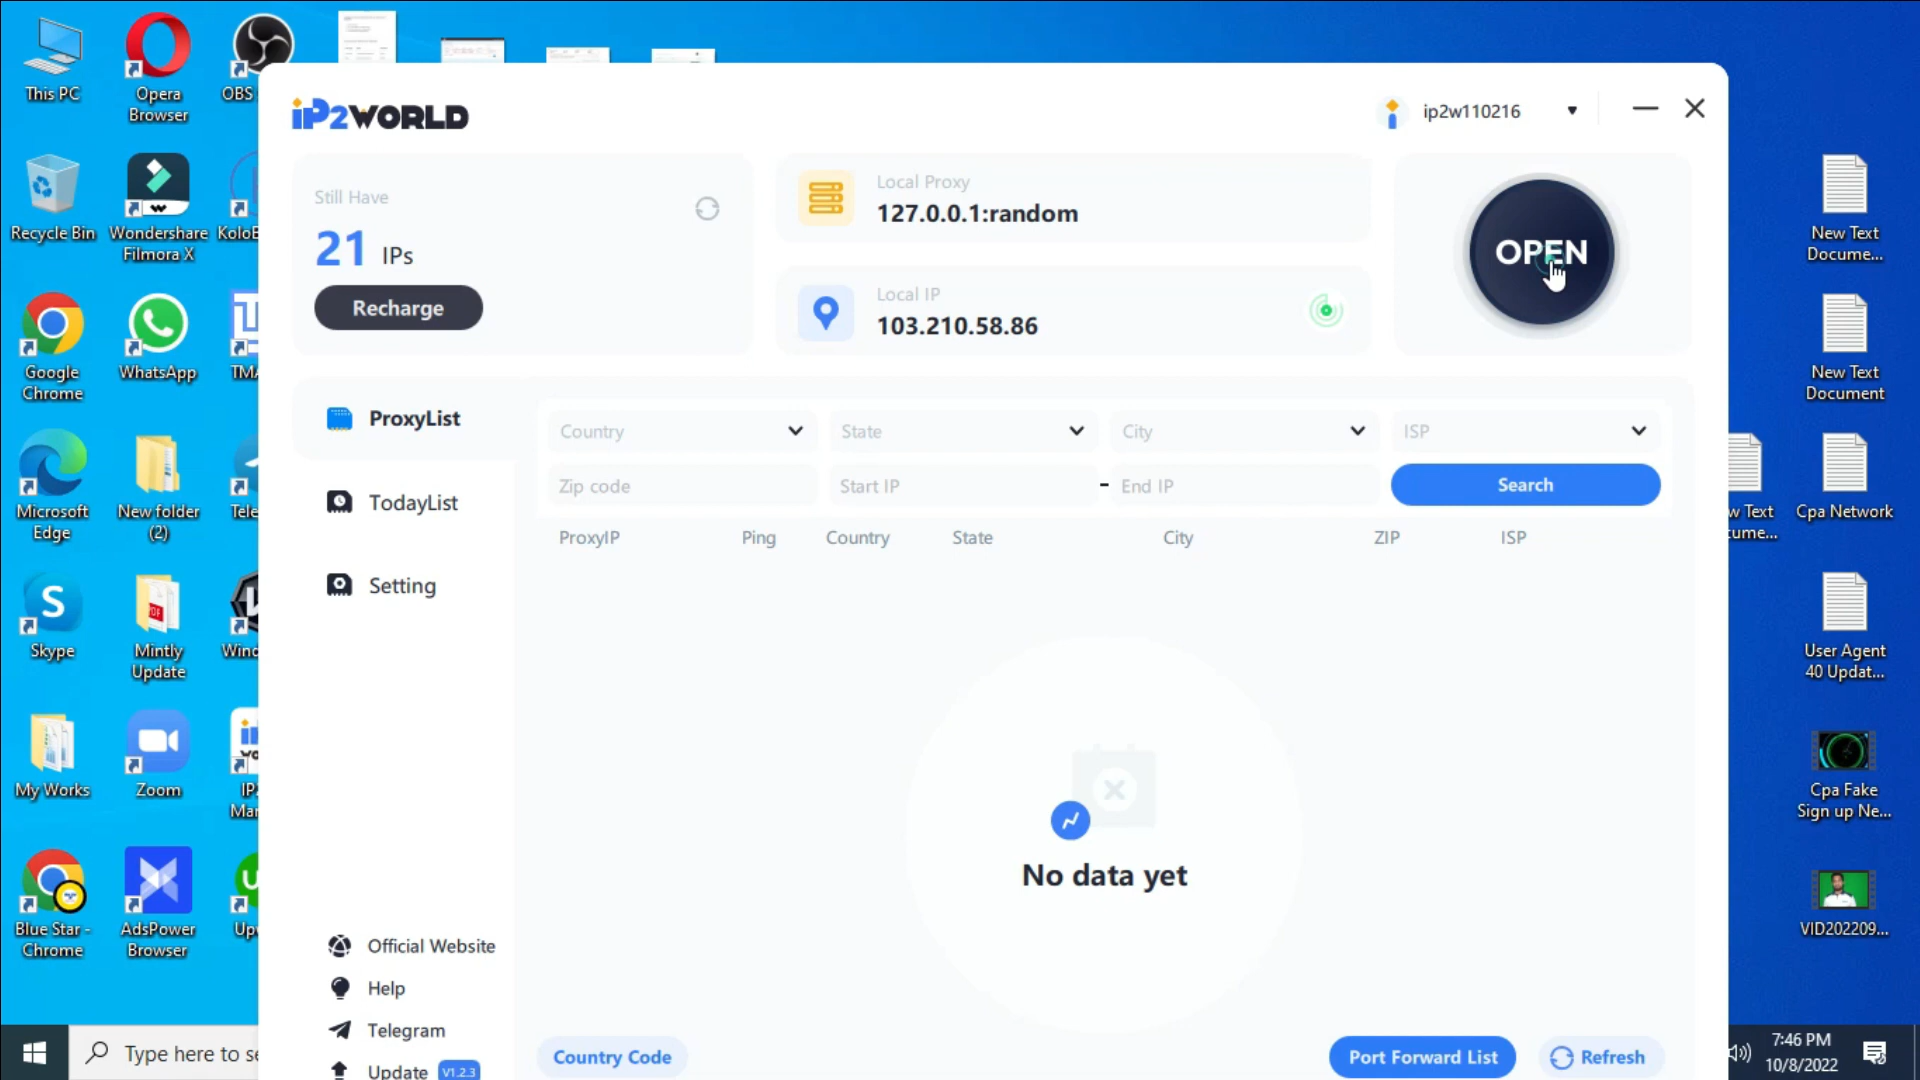 This PC
Opera
Browser
OBS
Recycle Bin
Wondershare
Filmora X
Google
Chrome
WhatsApp
Microsoft
Edge
New folder
(2)
Skype
Mintly
Update
My Works
Zoom
Blue Star -
Chrome
AdsPower
Browser
iP2WORLD
ip2w110216
Still Have
21 IPs
Recharge
Local Proxy
127.0.0.1:random
Local IP
103.210.58.86
OPEN
ProxyList
TodayList
Setting
Country
State
City
ISP
Zip code
Start IP
-
End IP
Search
ProxyIP Ping Country State City ZIP ISP
No data yet
Official Website
Help
Telegram
Update V1.2.3
Country Code
Port Forward List
Refresh
New Text
Docume...
New Text
Document
Cpa Network
User Agent
40 Updat...
Cpa Fake
Sign up Ne...
VID202209...
Type here to
7:46 PM
10/8/2022